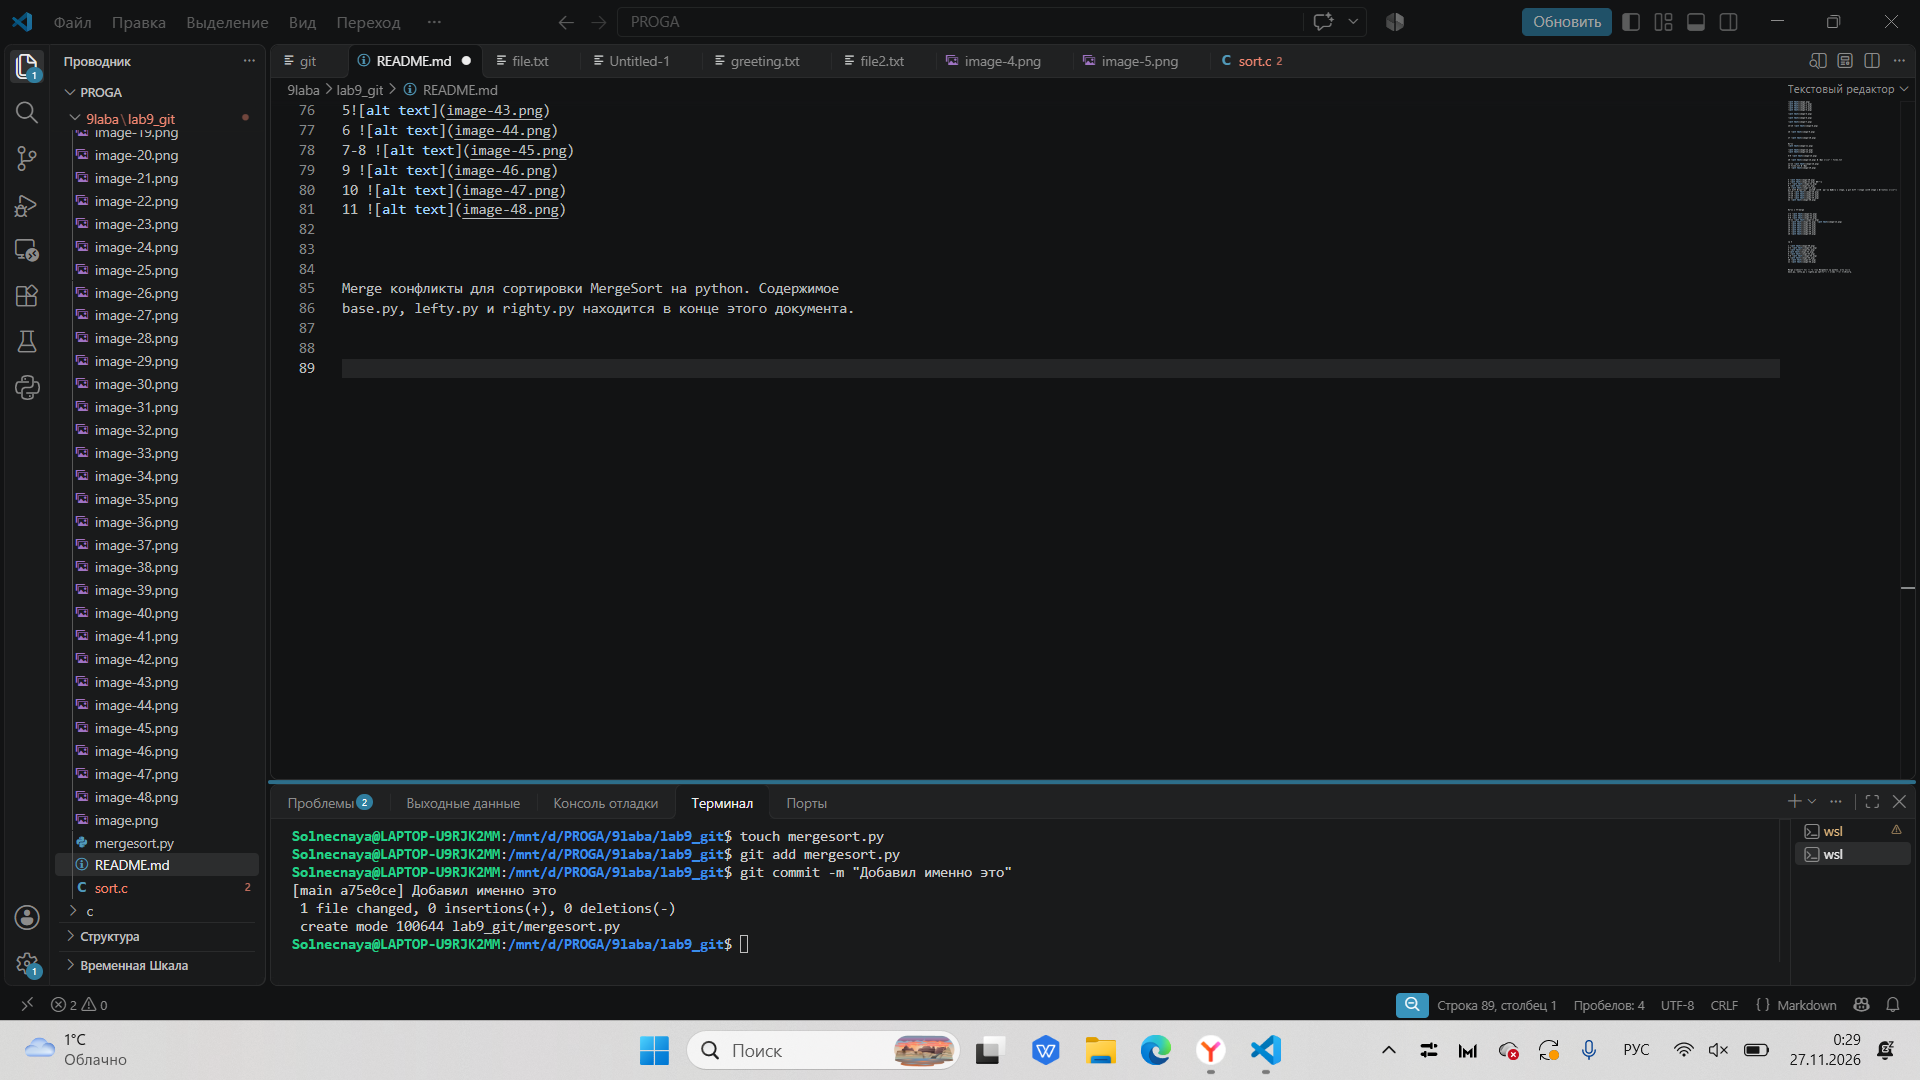 Файл Правка Выделение Вид Переход ···
PROGA
Обновить
Проводник
PROGA
9laba\lab9_git
image-19.png
image-20.png
image-21.png
image-22.png
image-23.png
image-24.png
image-25.png
image-26.png
image-27.png
image-28.png
image-29.png
image-30.png
image-31.png
image-32.png
image-33.png
image-34.png
image-35.png
image-36.png
image-37.png
image-38.png
image-39.png
image-40.png
image-41.png
image-42.png
image-43.png
image-44.png
image-45.png
image-46.png
image-47.png
image-48.png
image.png
mergesort.py
README.md
sort.c 2
c
Структура
Временная Шкала
git README.md file.txt Untitled-1 greeting.txt file2.txt image-4.png image-5.png sort.c 2
9laba > lab9_git > README.md
Текстовый редактор
76 5![alt text](image-43.png)
77 6 ![alt text](image-44.png)
78 7-8 ![alt text](image-45.png)
79 9 ![alt text](image-46.png)
80 10 ![alt text](image-47.png)
81 11 ![alt text](image-48.png)
82
83
84
85 Merge конфликты для сортировки MergeSort на python. Содержимое
86 base.py, lefty.py и righty.py находится в конце этого документа.
87
88
89
Проблемы 2 Выходные данные Консоль отладки Терминал Порты
Solnecnaya@LAPTOP-U9RJK2MM:/mnt/d/PROGA/9laba/lab9_git$ touch mergesort.py
Solnecnaya@LAPTOP-U9RJK2MM:/mnt/d/PROGA/9laba/lab9_git$ git add mergesort.py
Solnecnaya@LAPTOP-U9RJK2MM:/mnt/d/PROGA/9laba/lab9_git$ git commit -m "Добавил именно это"
[main a75e0ce] Добавил именно это
1 file changed, 0 insertions(+), 0 deletions(-)
create mode 100644 lab9_git/mergesort.py
Solnecnaya@LAPTOP-U9RJK2MM:/mnt/d/PROGA/9laba/lab9_git$
wsl
wsl
1
1
2 0
Строка 89, столбец 1 Пробелов: 4 UTF-8 CRLF { } Markdown
1°C
Облачно
Поиск
РУС
0:29
27.11.2026